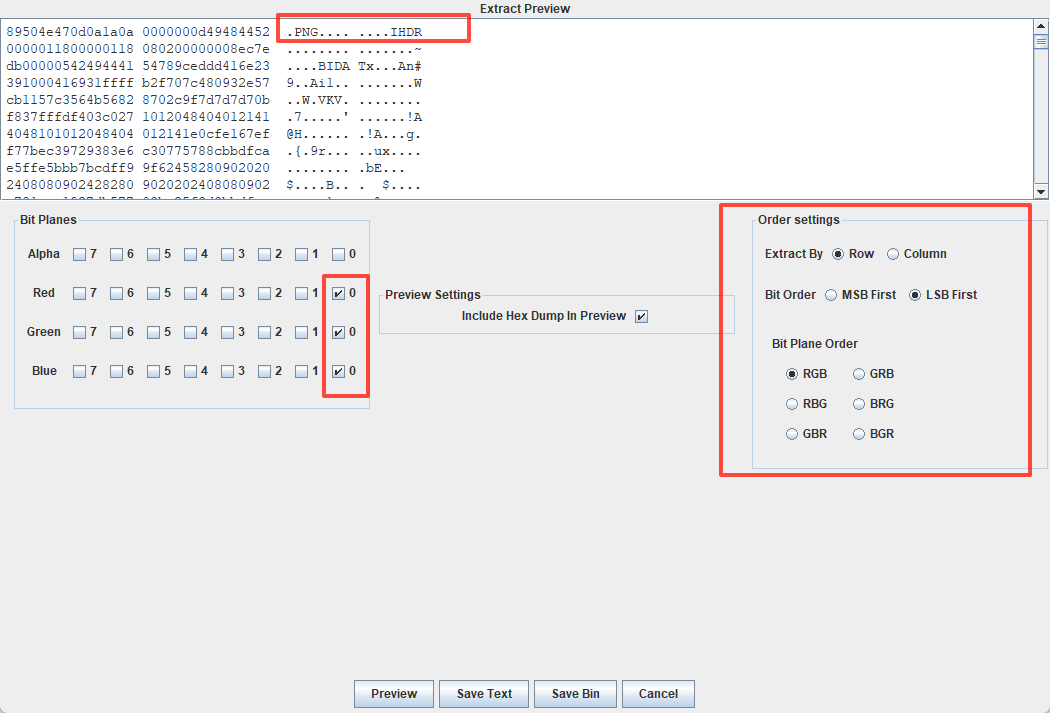 Extract Preview
89504e470d0a1a0a 0000000d49484452 .PNG.... ....IHDR
0000011800000118 080200000008ec7e ........ .......~
db00000542494441 54789ceddd416e23 ....BIDA Tx...An#
391000416931ffff b2f707c480932e57 9..Ai1.. .......W
cb1157c3564b5682 8702c9f7d7d7d70b ..W.VKV. ........
f837fffdf403c027 1012048404012141 .7.....' ......!A
4048101012048404 012141e0cfe167ef @H...... .!A...g.
f77bec39729383e6 c30775788cbbdfca .{.9r... ..ux....
e5ffe5bbb7bcdff9 9f62458280902020 ........ .bE...
2408080902428280 9020202408080902 $....B.. .  $....
Bit Planes
Alpha 7 6 5 4 3 2 1 0
Red 7 6 5 4 3 2 1 0
Green 7 6 5 4 3 2 1 0
Blue 7 6 5 4 3 2 1 0
Preview Settings
Include Hex Dump In Preview
Order settings
Extract By Row Column
Bit Order MSB First LSB First
Bit Plane Order
RGB GRB
RBG BRG
GBR BGR
Preview Save Text Save Bin Cancel